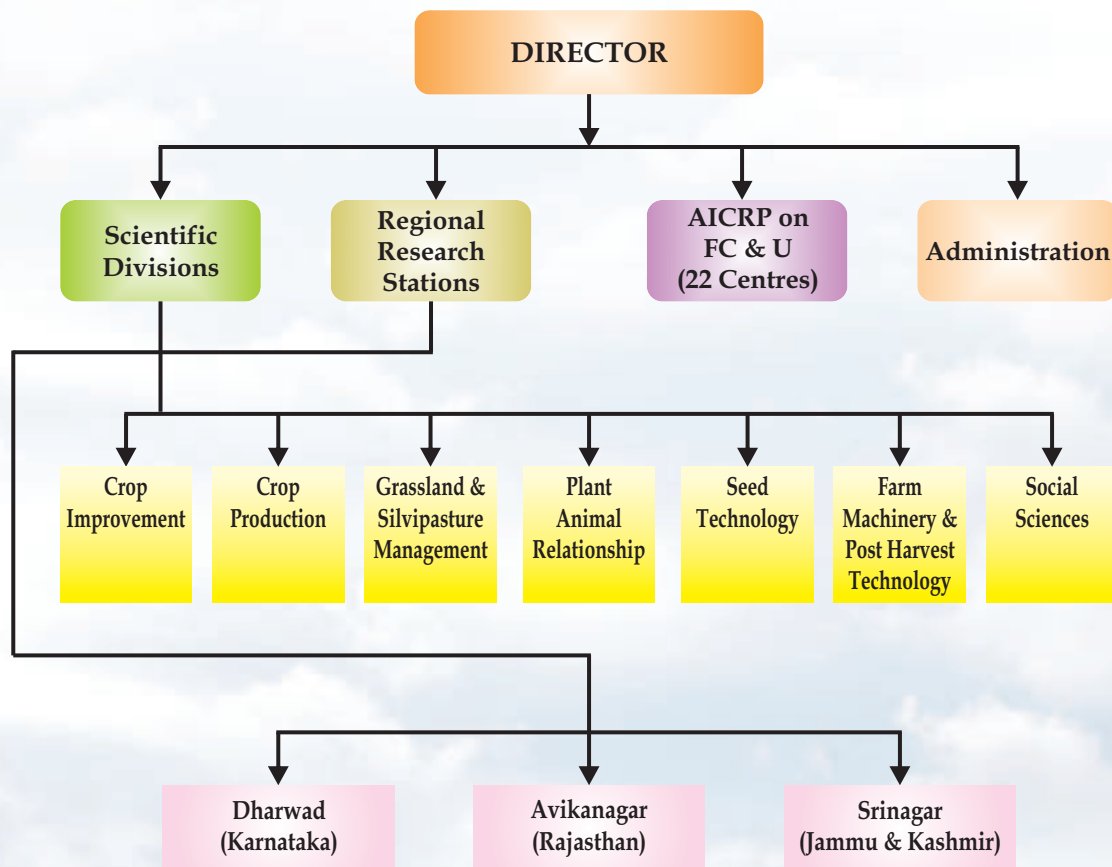 DIRECTOR
Scientific
Divisions
Regional
Research
Stations
AICRP on
FC & U
(22 Centres)
Administration
Crop
Improvement
Crop
Production
Grassland &
Silvipasture
Management
Plant
Animal
Relationship
Seed
Technology
Farm
Machinery &
Post Harvest
Technology
Social
Sciences
Dharwad
(Karnataka)
Avikanagar
(Rajasthan)
Srinagar
(Jammu & Kashmir)